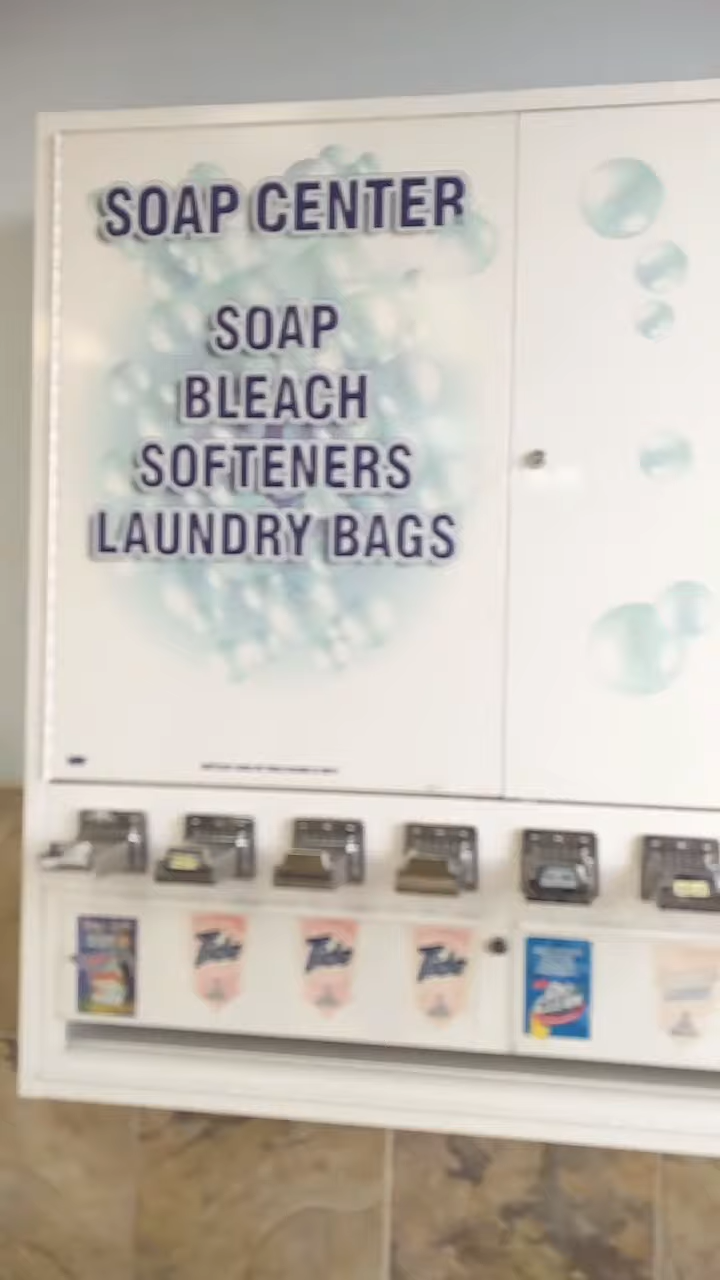 SOAP CENTER
SOAP
BLEACH
SOFTENERS
LAUNDRY BAGS
Tide Tide Tide